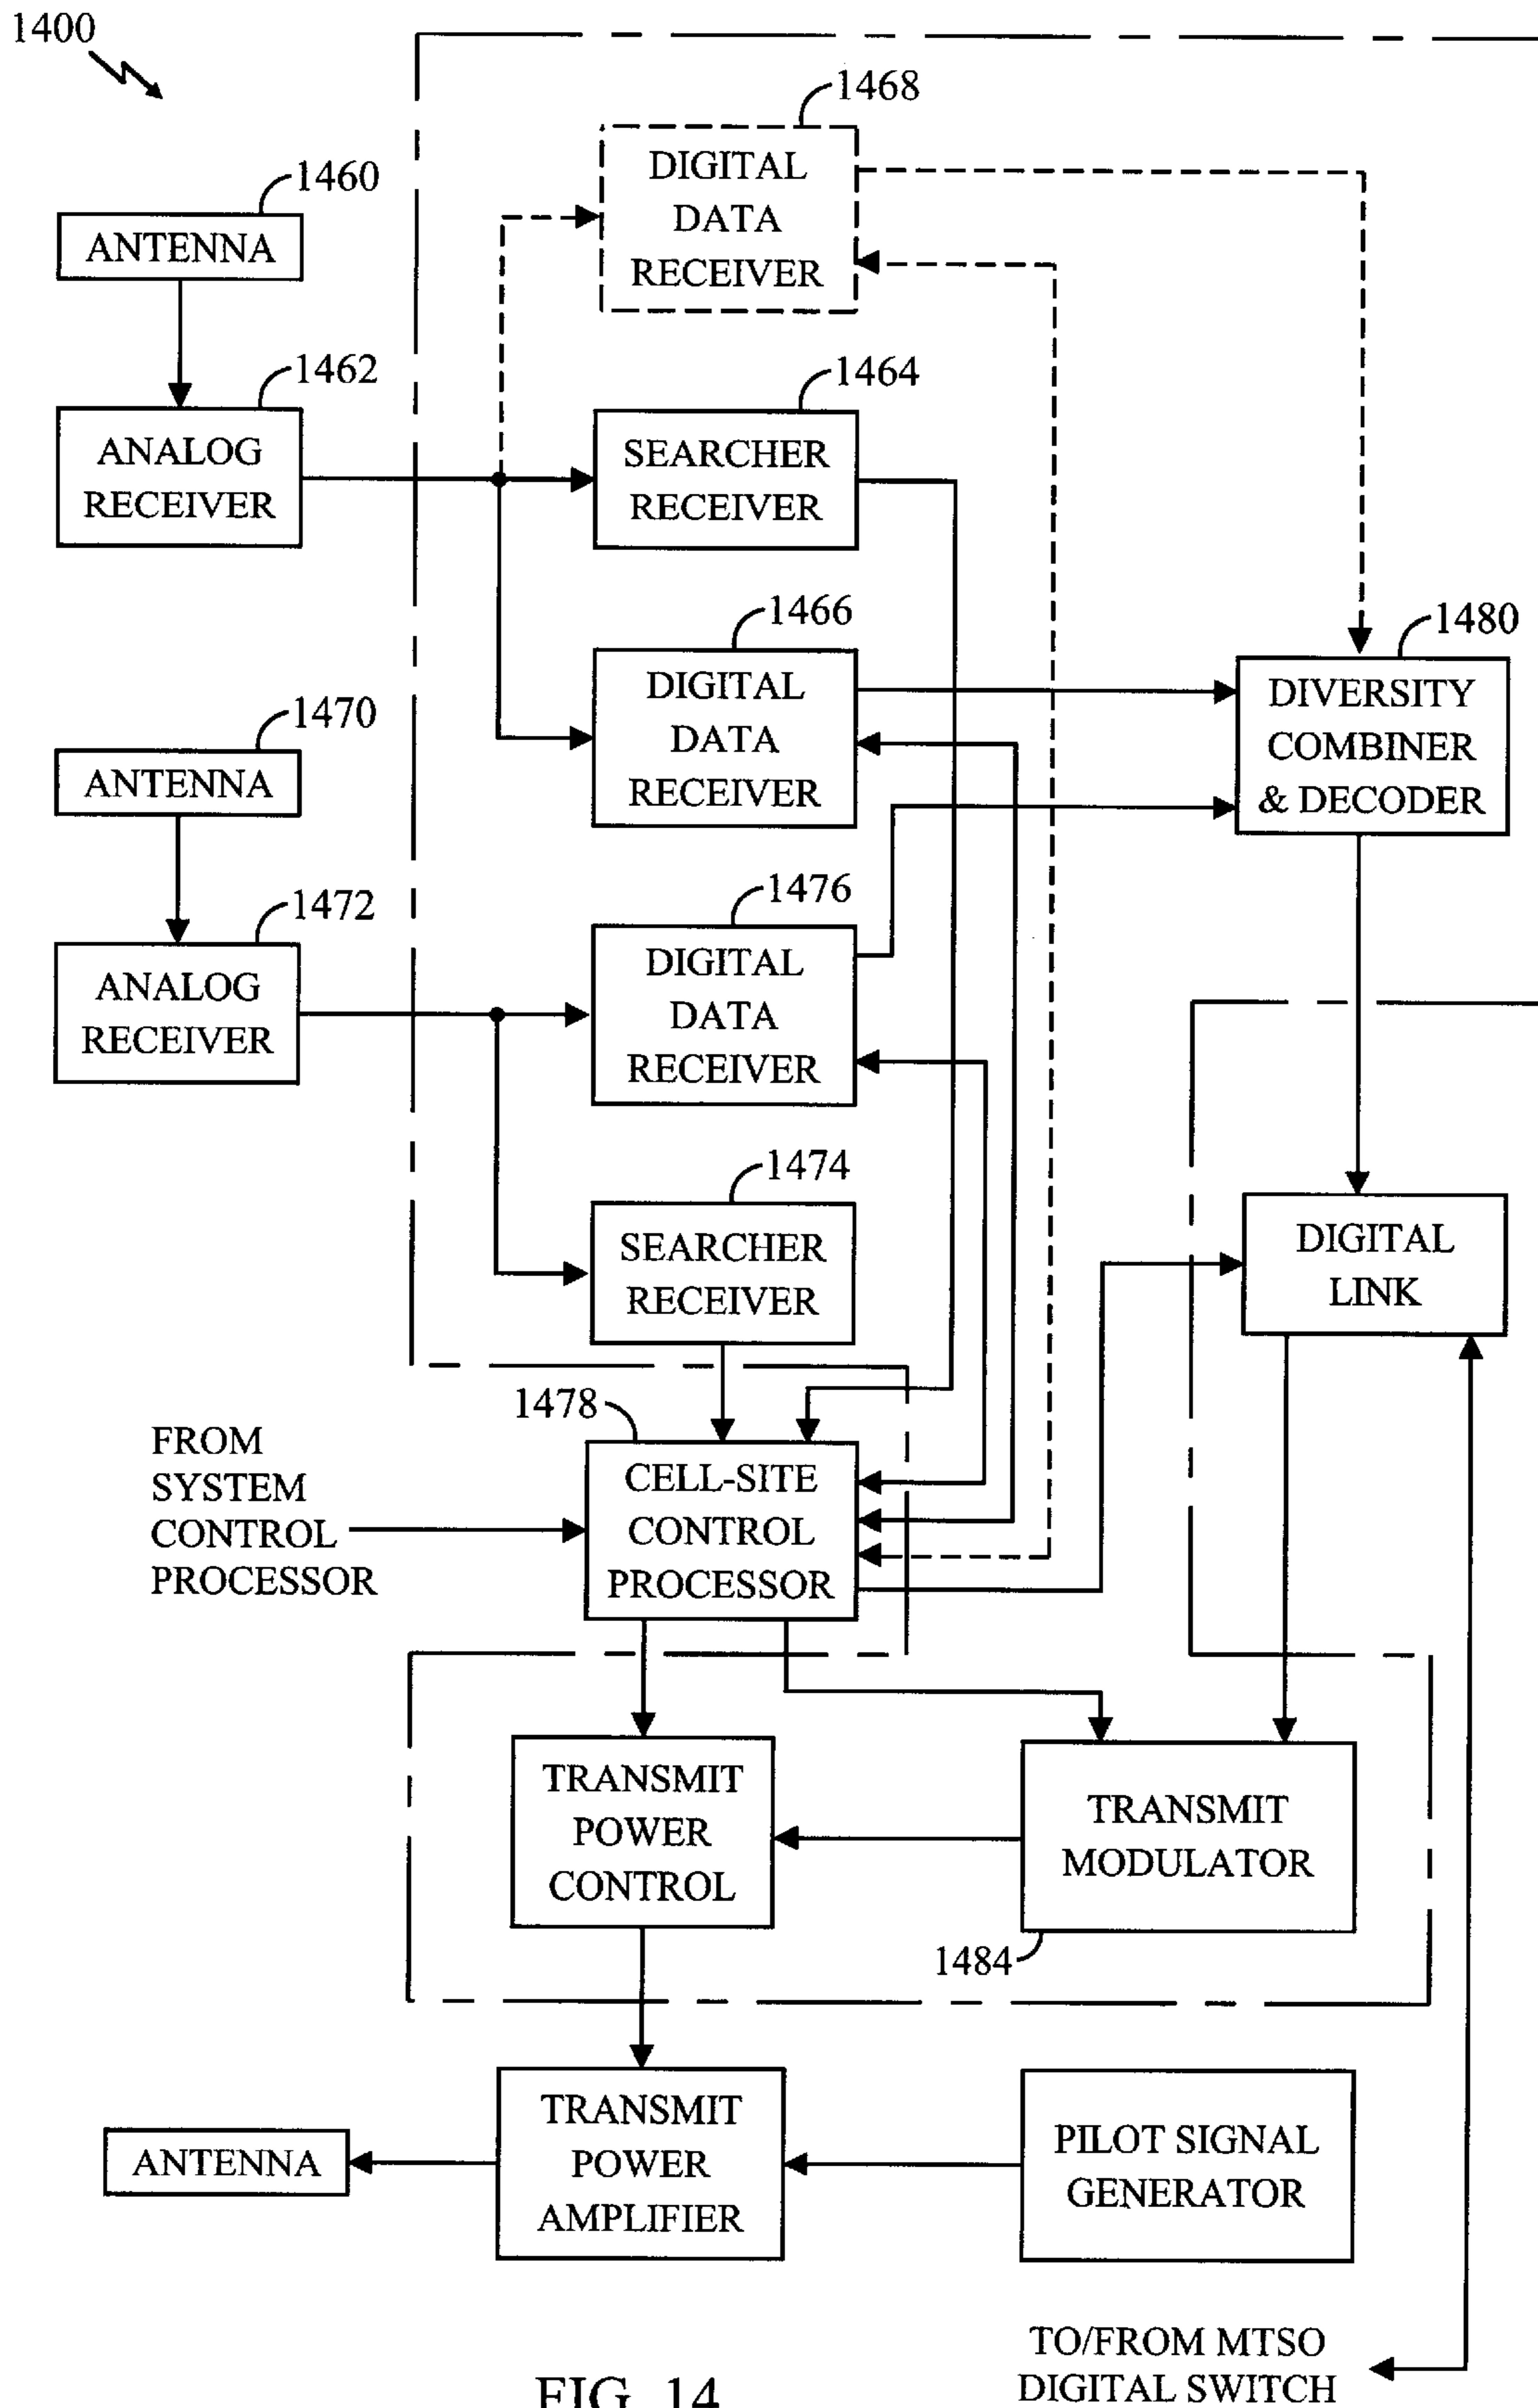 1400
1468
DIGITAL
DATA
RECEIVER
1460
ANTENNA
1462
ANALOG
RECEIVER
1464
SEARCHER
RECEIVER
1466
DIGITAL
DATA
RECEIVER
1480
DIVERSITY
COMBINER
& DECODER
1470
ANTENNA
1472
ANALOG
RECEIVER
1476
DIGITAL
DATA
RECEIVER
1474
SEARCHER
RECEIVER
DIGITAL
LINK
1478
CELL-SITE
CONTROL
PROCESSOR
FROM
SYSTEM
CONTROL
PROCESSOR
TRANSMIT
POWER
CONTROL
TRANSMIT
MODULATOR
1484
TRANSMIT
POWER
AMPLIFIER
PILOT SIGNAL
GENERATOR
ANTENNA
TO/FROM MTSO
DIGITAL SWITCH
FIG. 14